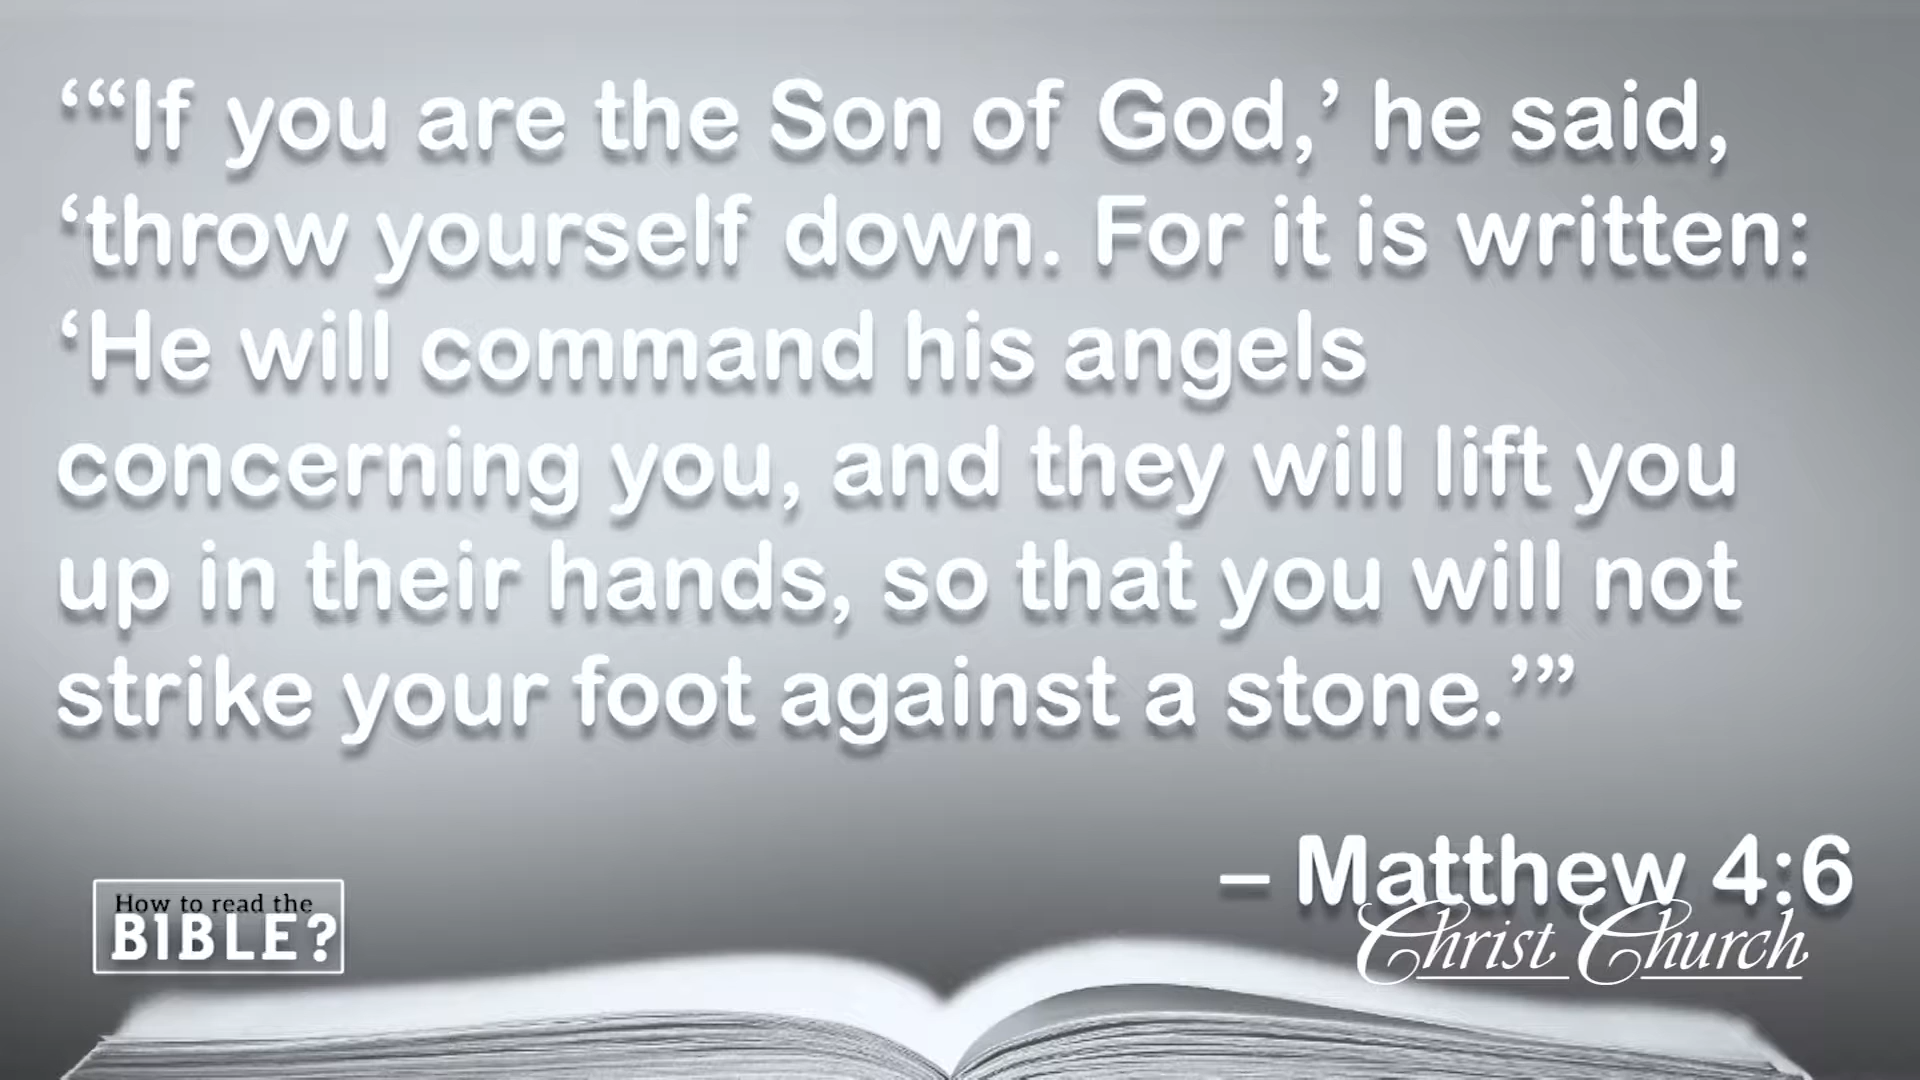 ‘“If you are the Son of God,’ he said,
‘throw yourself down. For it is written:
‘He will command his angels
concerning you, and they will lift you
up in their hands, so that you will not
strike your foot against a stone.’”
– Matthew 4:6
How to read the
BIBLE?
Christ Church